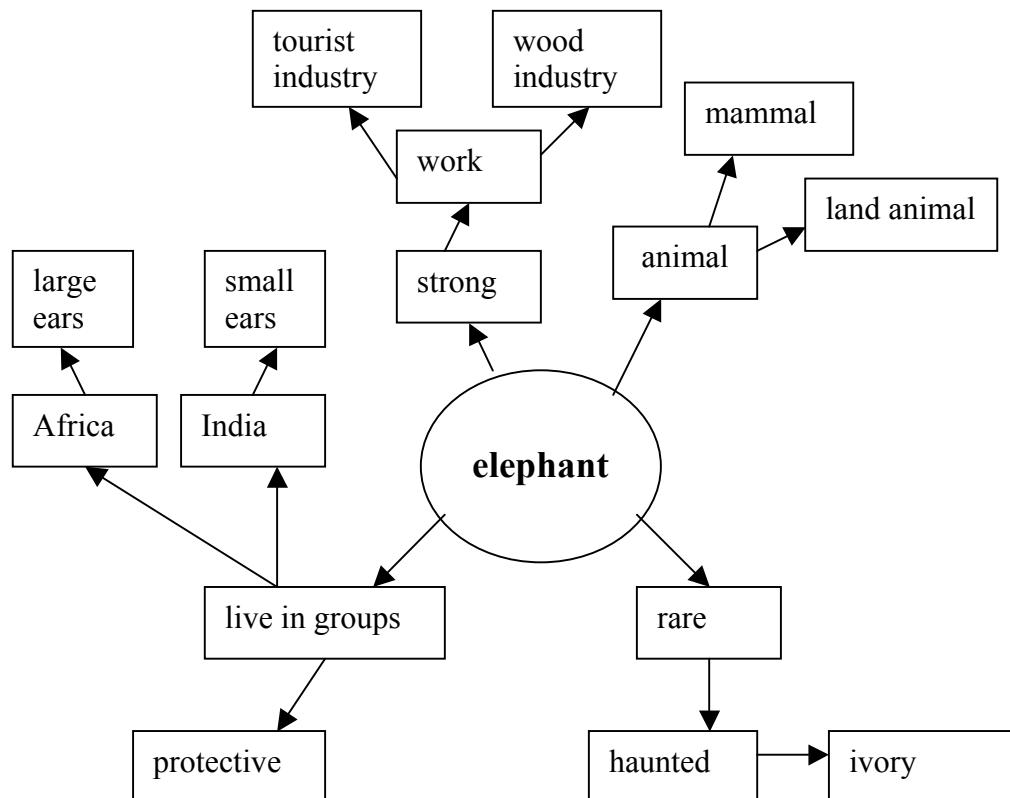 tourist
industry
wood
industry
mammal
work
land animal
animal
large
ears
small
ears
strong
Africa
India
elephant
live in groups
rare
protective
haunted
ivory